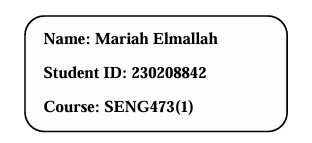 Name: Mariah Elmallah
Student ID: 230208842
Course: SENG473(1)